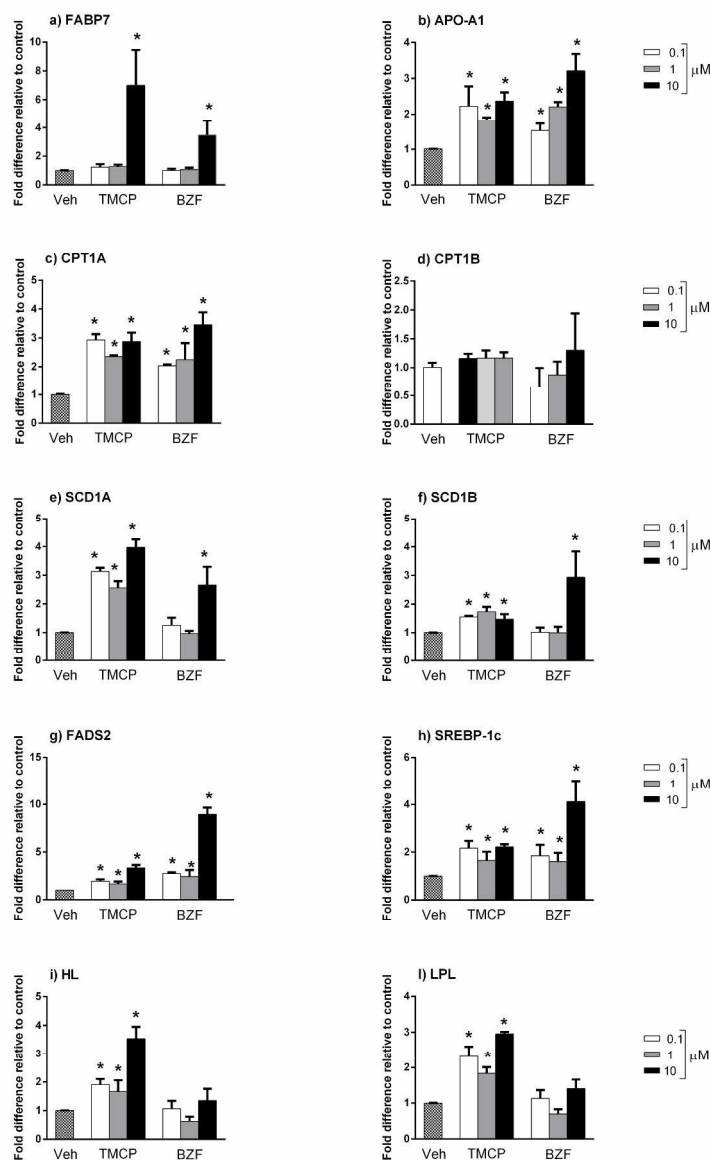 a) FABP7
Fold difference relative to control
10
8
6
4
2
0
*
*
Veh
TMCP
BZF
b) APO-A1
Fold difference relative to control
4
3
2
1
0
*
*
*
*
*
*
Veh
TMCP
BZF
0.1
1
10
μM
c) CPT1A
Fold difference relative to control
5
4
3
2
1
0
*
*
*
*
*
*
Veh
TMCP
BZF
d) CPT1B
Fold difference relative to control
2.5
2.0
1.5
1.0
0.5
0.0
Veh
TMCP
BZF
0.1
1
10
μM
e) SCD1A
Fold difference relative to control
5
4
3
2
1
0
*
*
*
*
Veh
TMCP
BZF
f) SCD1B
Fold difference relative to control
5
4
3
2
1
0
*
*
*
*
Veh
TMCP
BZF
0.1
1
10
μM
g) FADS2
Fold difference relative to control
15
10
5
0
*
*
*
*
*
*
Veh
TMCP
BZF
h) SREBP-1c
Fold difference relative to control
6
4
2
0
*
*
*
*
*
*
Veh
TMCP
BZF
0.1
1
10
μM
i) HL
Fold difference relative to control
5
4
3
2
1
0
*
*
*
Veh
TMCP
BZF
l) LPL
Fold difference relative to control
4
3
2
1
0
*
*
*
Veh
TMCP
BZF
0.1
1
10
μM